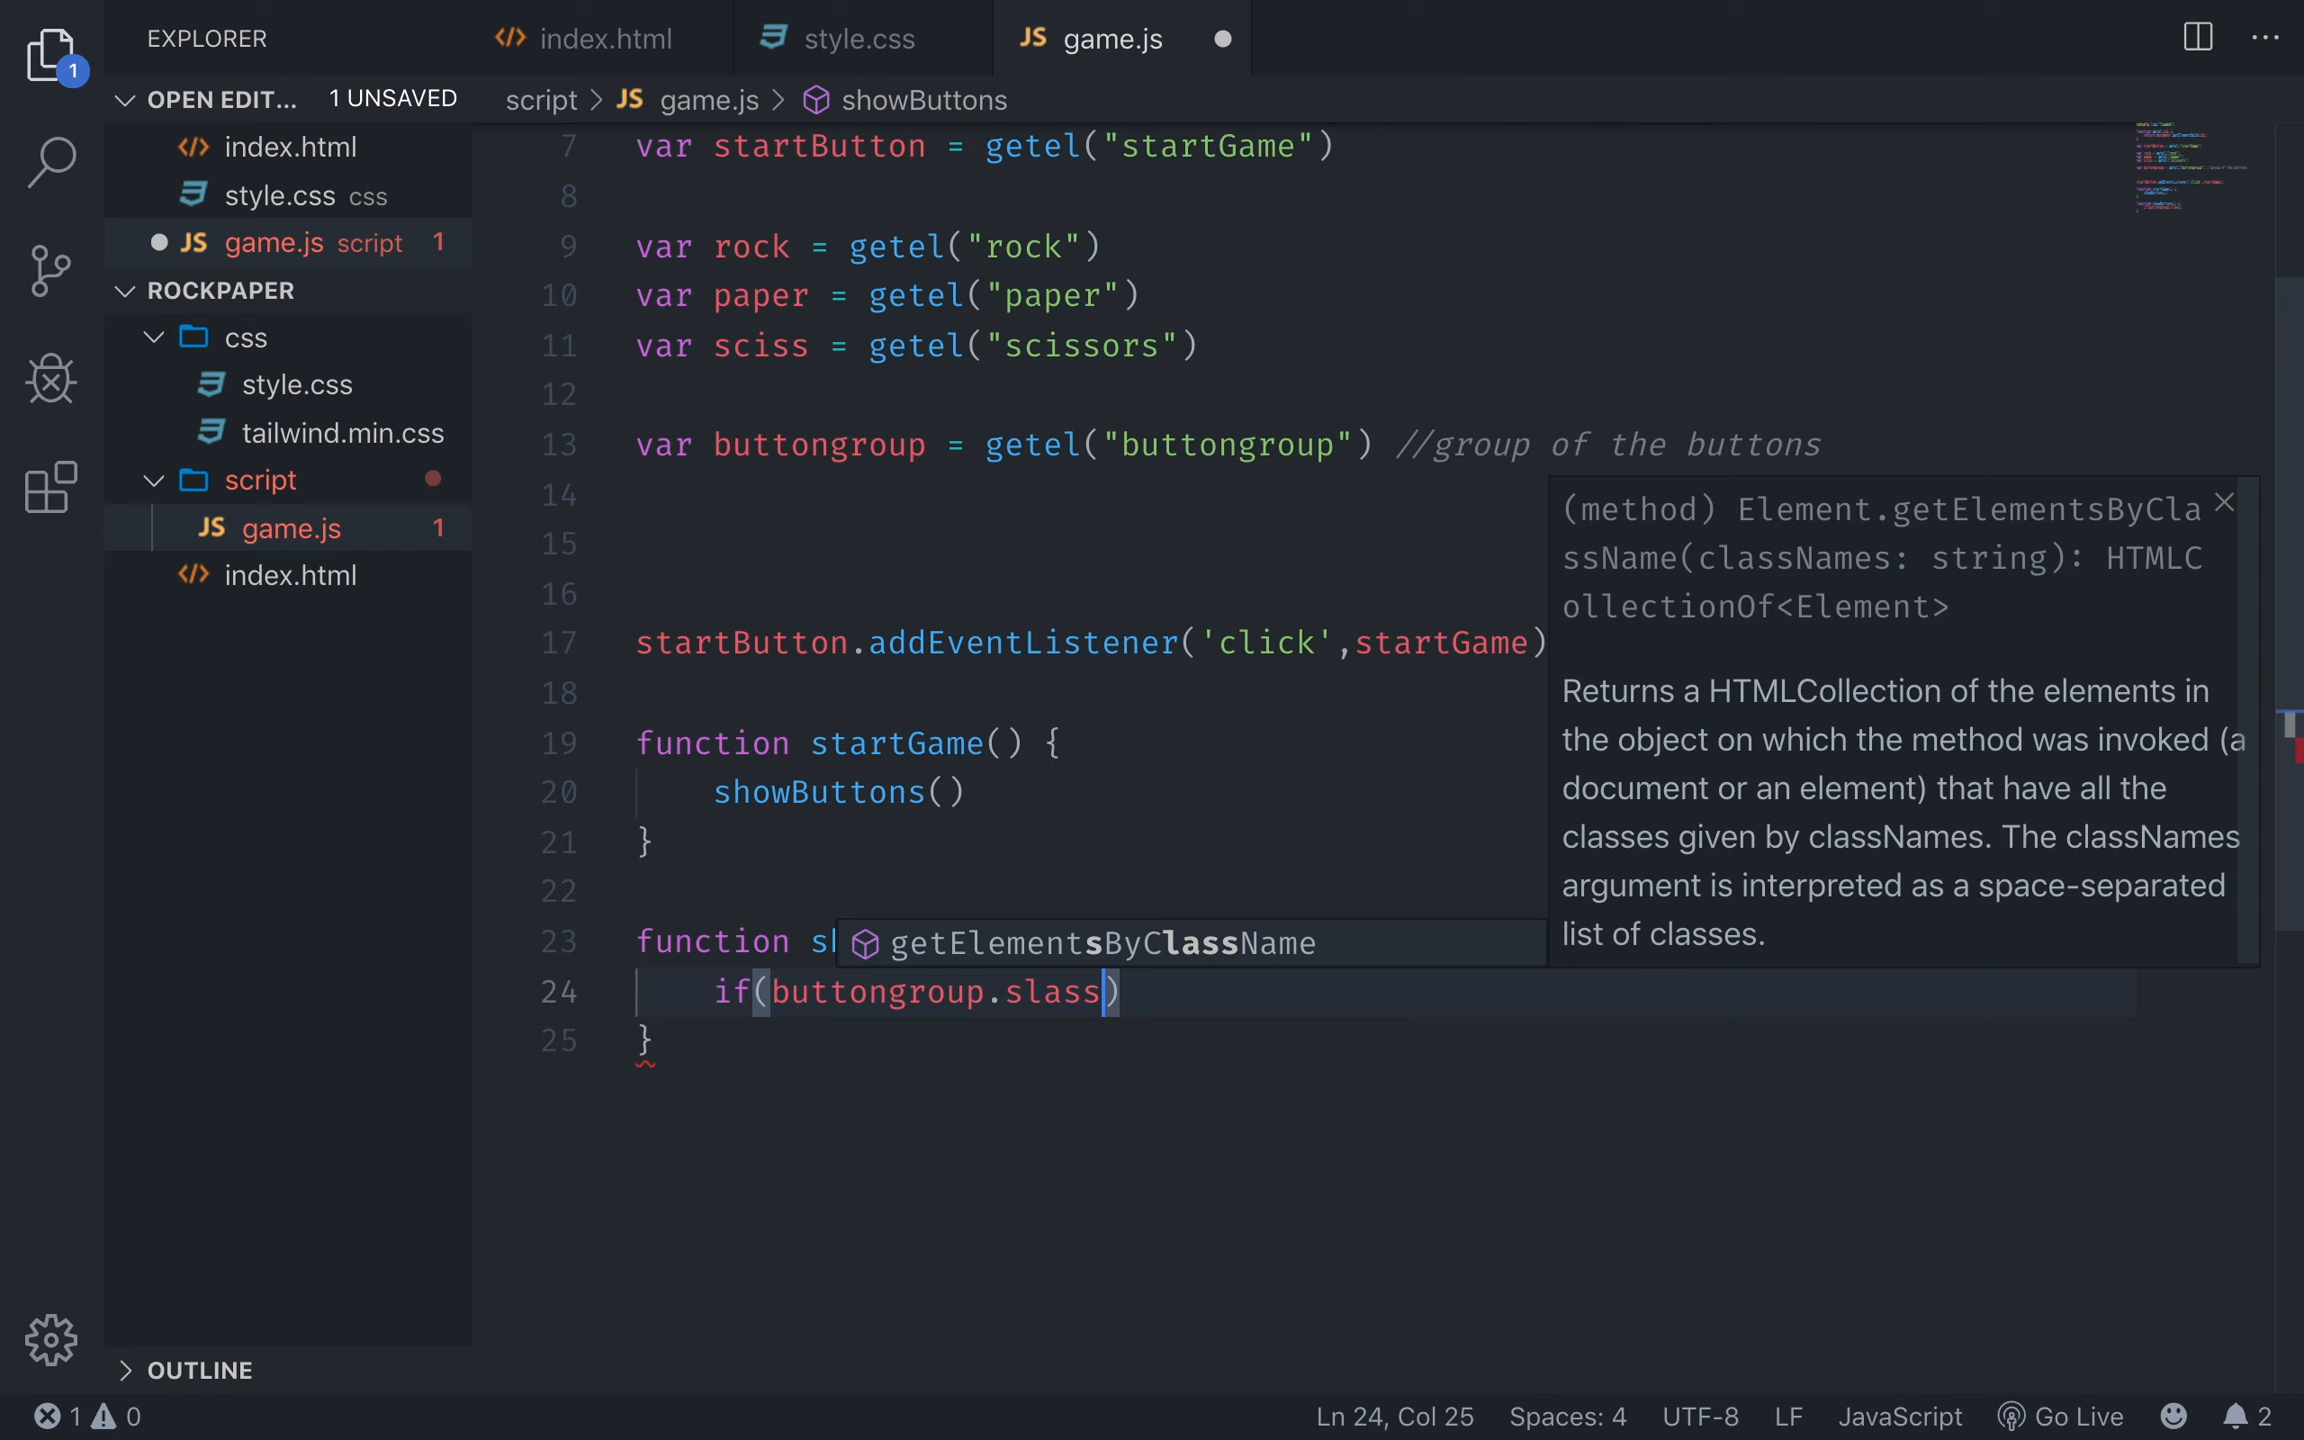 EXPLORER
index.html
style.css
JS game.js
1
OPEN EDIT... 1 UNSAVED
script > JS game.js > showButtons
index.html
style.css css
JS game.js script 1
ROCKPAPER
css
style.css
tailwind.min.css
script
JS game.js 1
index.html
7 var startButton = getel("startGame")
8
9 var rock = getel("rock")
10 var paper = getel("paper")
11 var sciss = getel("scissors")
12
13 var buttongroup = getel("buttongroup") //group of the buttons
14
15
16
17 startButton.addEventListener('click',startGame)
18
19 function startGame() {
20 showButtons()
21 }
22
23 function sh
24 if(buttongroup.slass)
25 }
getElementsByClassName
(method) Element.getElementsByCla
ssName(classNames: string): HTMLC
ollectionOf<Element>
Returns a HTMLCollection of the elements in
the object on which the method was invoked (a
document or an element) that have all the
classes given by classNames. The classNames
argument is interpreted as a space-separated
list of classes.
OUTLINE
1 0
Ln 24, Col 25 Spaces: 4 UTF-8 LF JavaScript Go Live 2